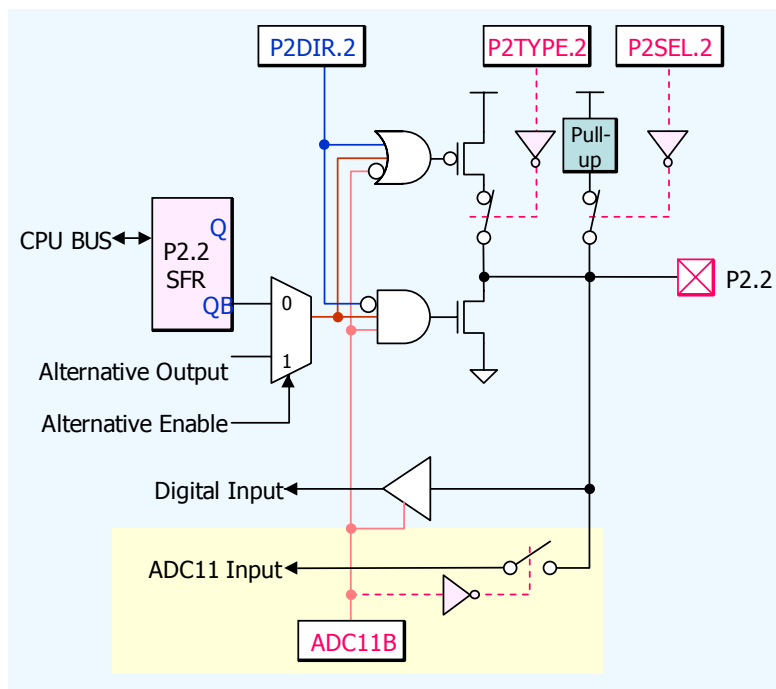 P2DIR.2
P2TYPE.2
P2SEL.2
Pull-
up
CPU BUS
Q
P2.2
SFR
QB
0
1
P2.2
Alternative Output
Alternative Enable
Digital Input
ADC11 Input
ADC11B